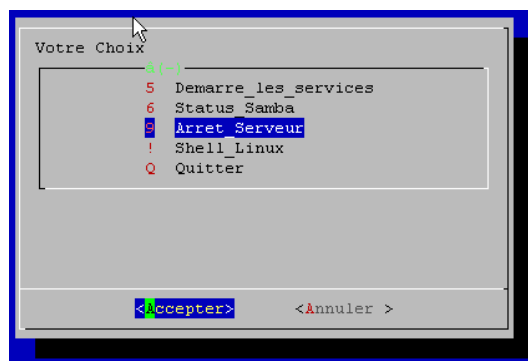 Votre Choix
5 Demarre_les_services
6 Status_Samba
9 Arret_Serveur
! Shell_Linux
Q Quitter
<Accepter> <Annuler >